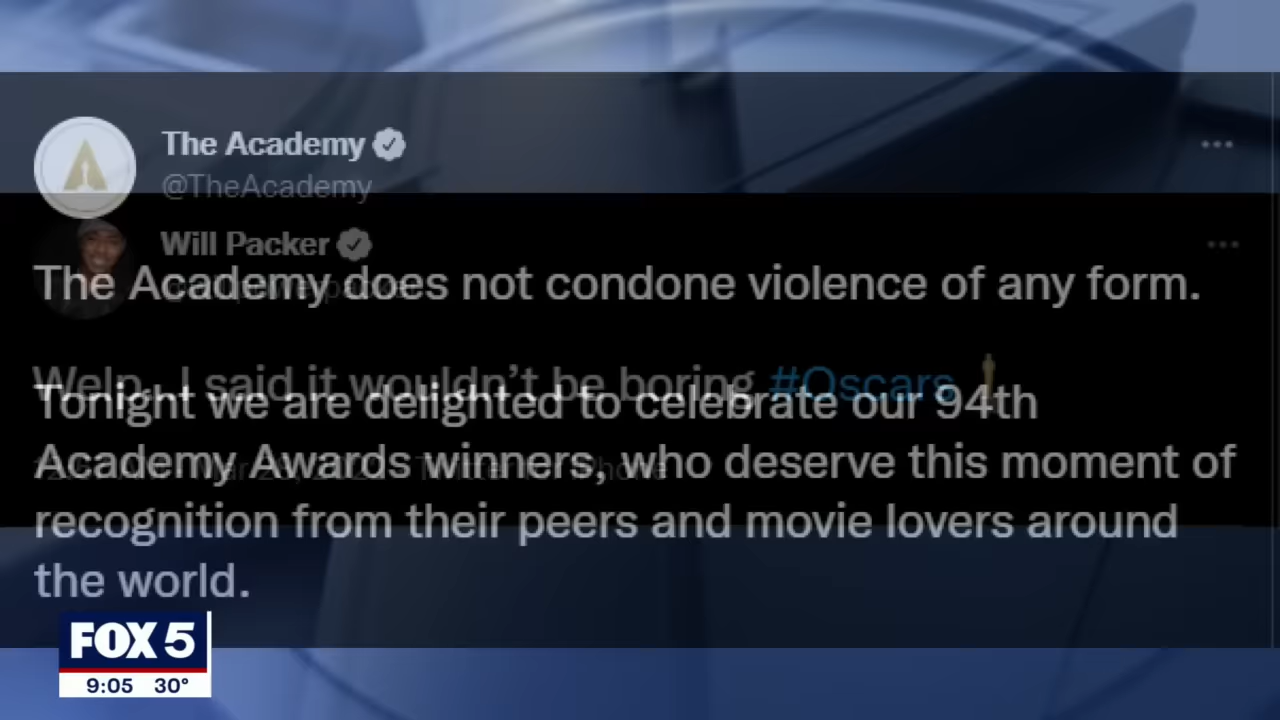 The Academy
@TheAcademy
Will Packer
The Academy does not condone violence of any form.
Welp...I said it wouldn't be boring #Oscars
Tonight we are delighted to celebrate our 94th
Academy Awards winners, who deserve this moment of
recognition from their peers and movie lovers around
the world.
FOX 5
9:05 30°